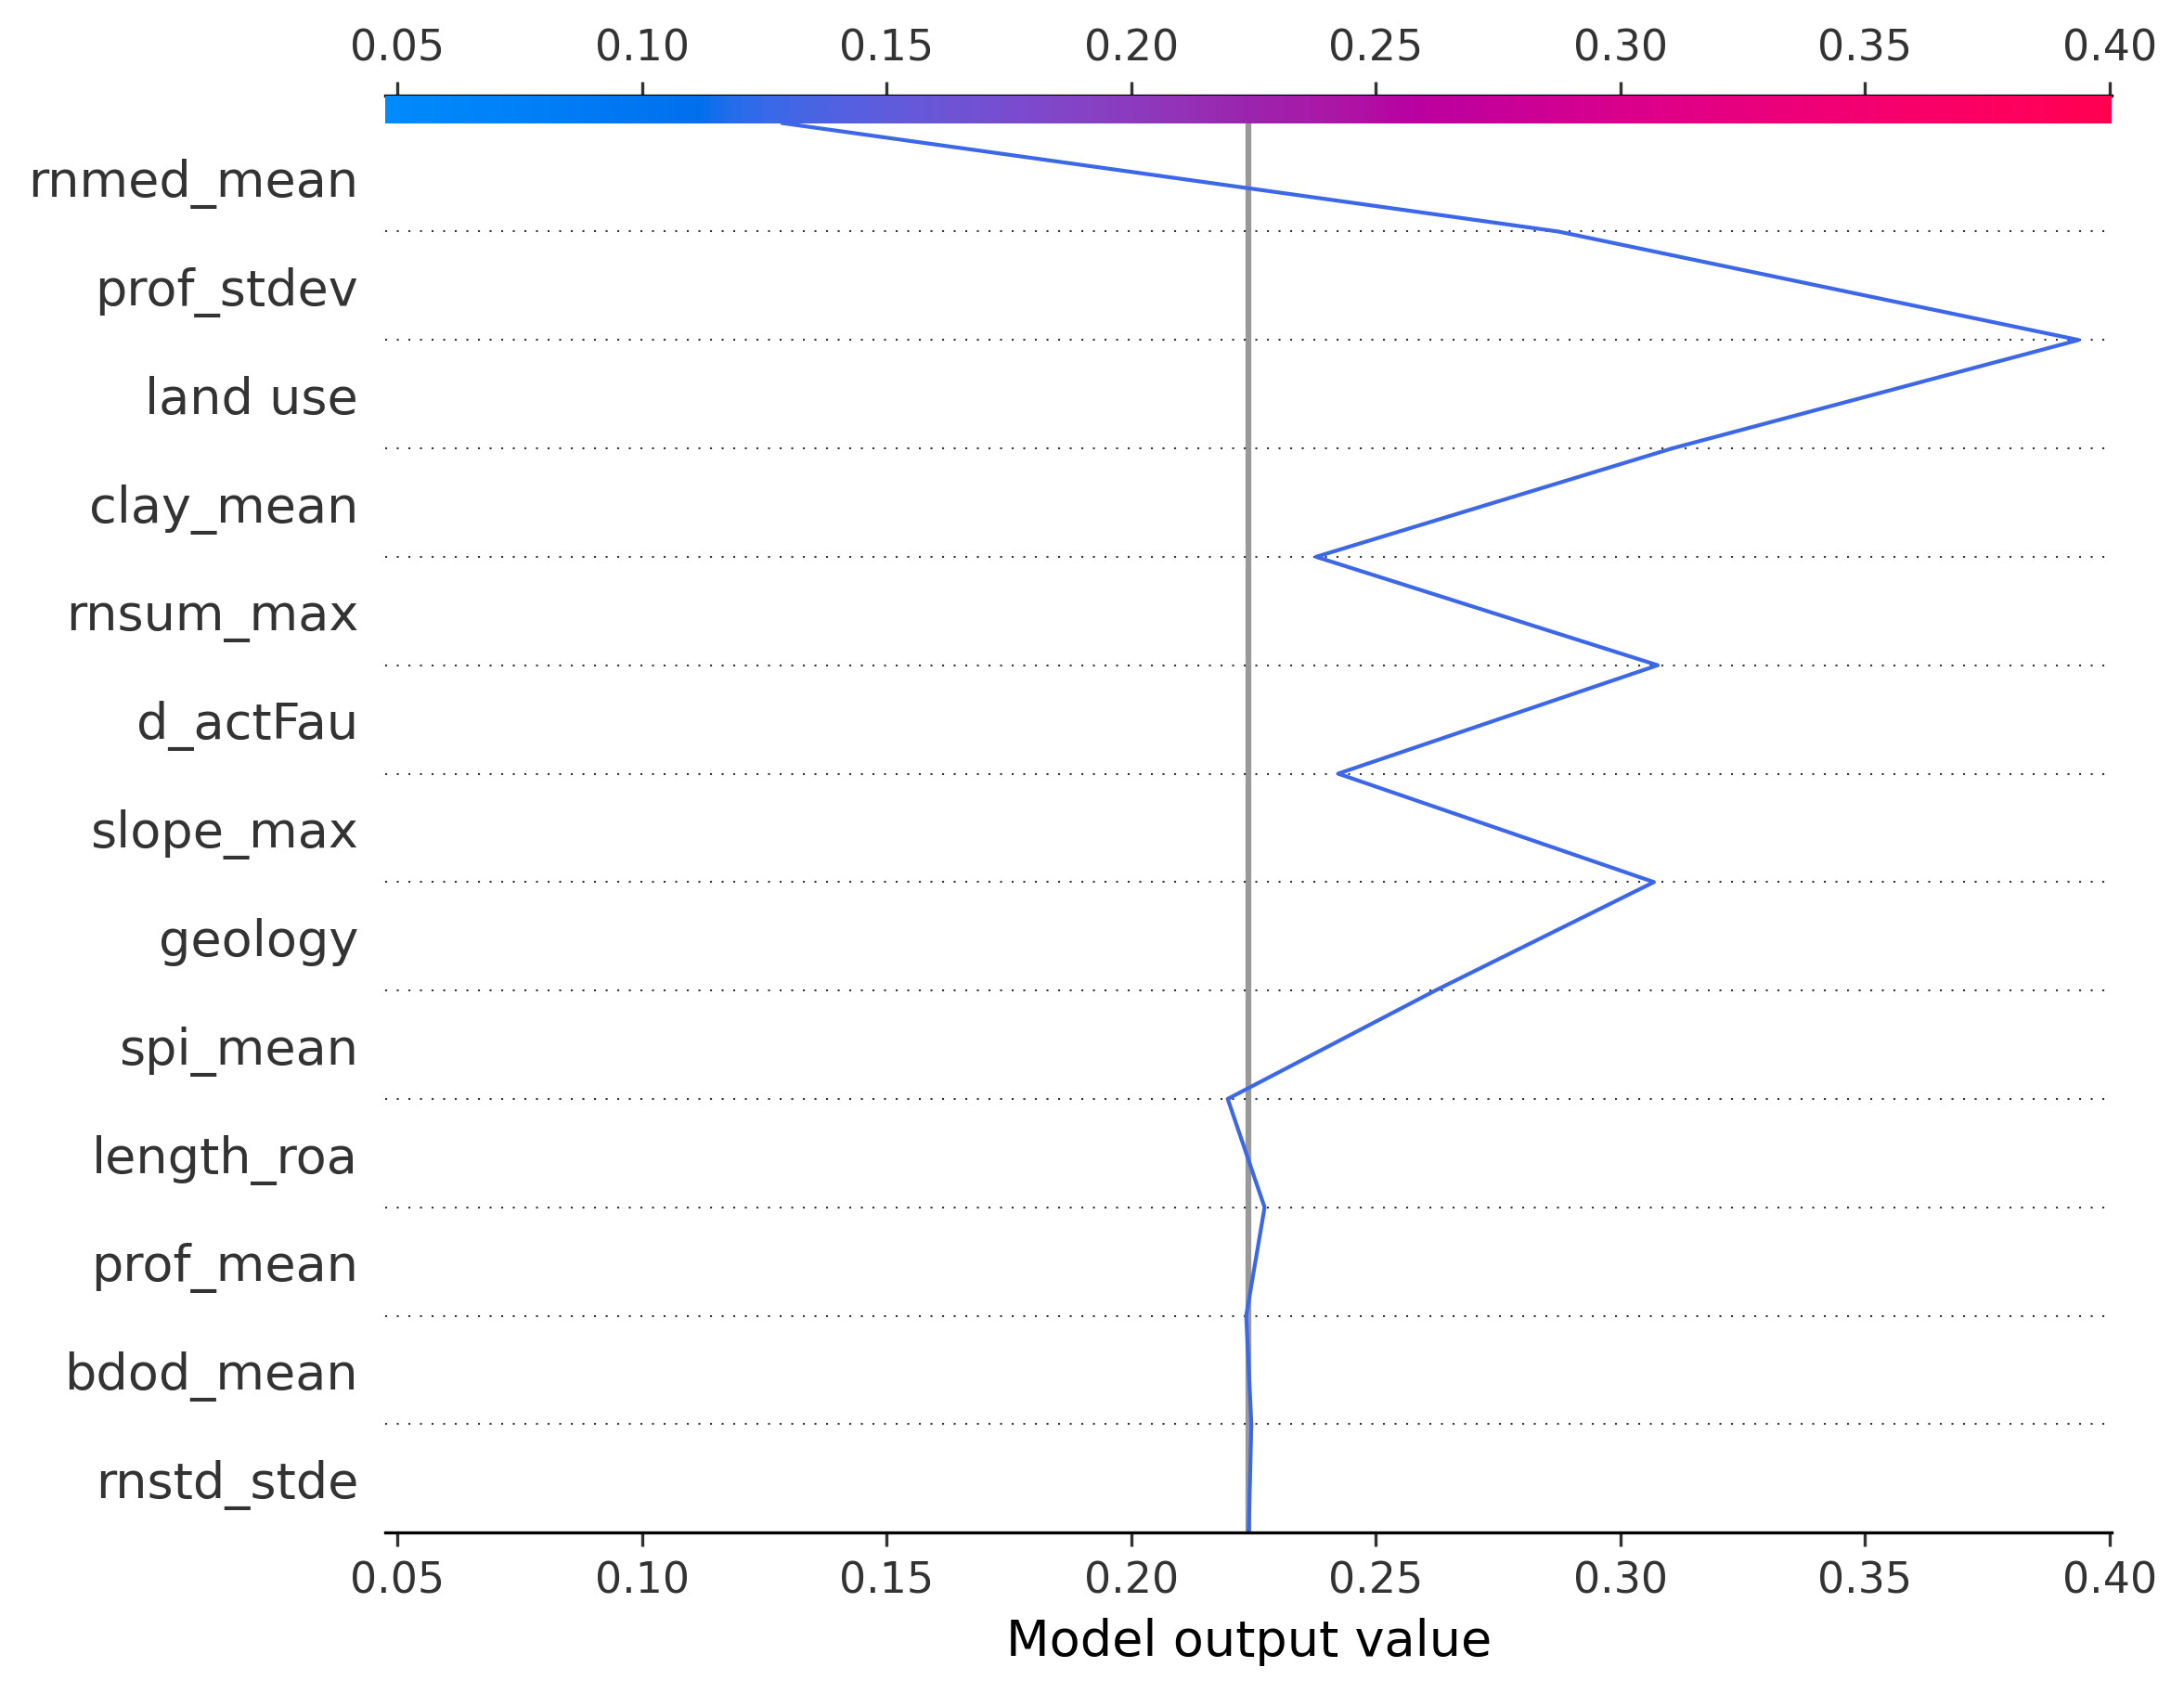 0.05 0.10 0.15 0.20 0.25 0.30 0.35 0.40
rnmed_mean
prof_stdev
land use
clay_mean
rnsum_max
d_actFau
slope_max
geology
spi_mean
length_roa
prof_mean
bdod_mean
rnstd_stde
0.05 0.10 0.15 0.20 0.25 0.30 0.35 0.40
Model output value